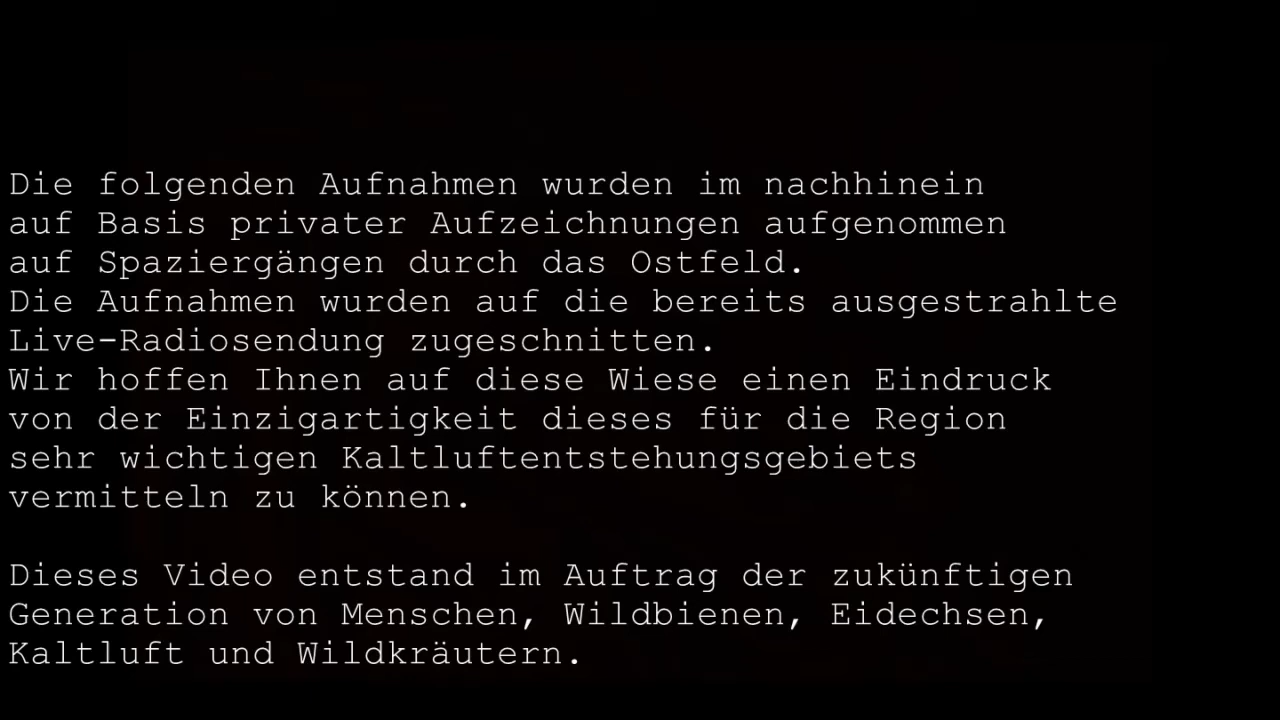 Die folgenden Aufnahmen wurden im nachhinein
auf Basis privater Aufzeichnungen aufgenommen
auf Spaziergängen durch das Ostfeld.
Die Aufnahmen wurden auf die bereits ausgestrahlte
Live-Radiosendung zugeschnitten.
Wir hoffen Ihnen auf diese Wiese einen Eindruck
von der Einzigartigkeit dieses für die Region
sehr wichtigen Kaltluftentstehungsgebiets
vermitteln zu können.
Dieses Video entstand im Auftrag der zukünftigen
Generation von Menschen, Wildbienen, Eidechsen,
Kaltluft und Wildkräutern.